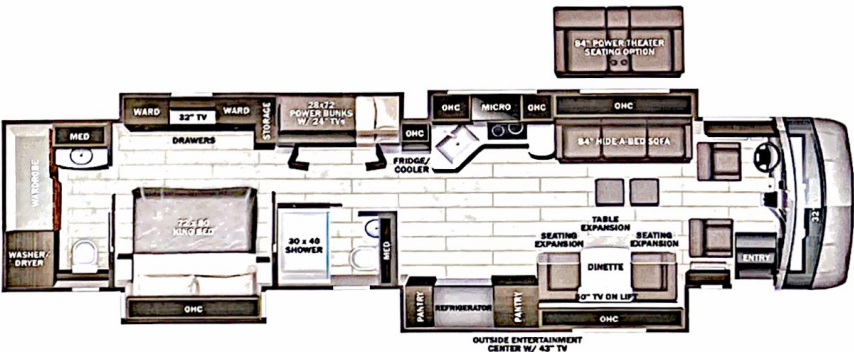 84" POWER THEATER
SEATING OPTION
WARD
32" TV
WARD
STORAGE
28x72
POWER BUNKS
W/ 24" TVs
OHC
MICRO
OHC
OHC
MED
DRAWERS
OHC
FRIDGE/
COOLER
84" HIDE-A-BED SOFA
WARDROBE
KING BED
32"
TABLE
EXPANSION
SEATING
EXPANSION
SEATING
EXPANSION
30 x 40
SHOWER
MED
WASHER/
DRYER
ENTRY
DINETTE
PANTRY
REFRIGERATOR
PANTRY
50" TV ON LIFT
OHC
OHC
OUTSIDE ENTERTAINMENT
CENTER W/ 43" TV